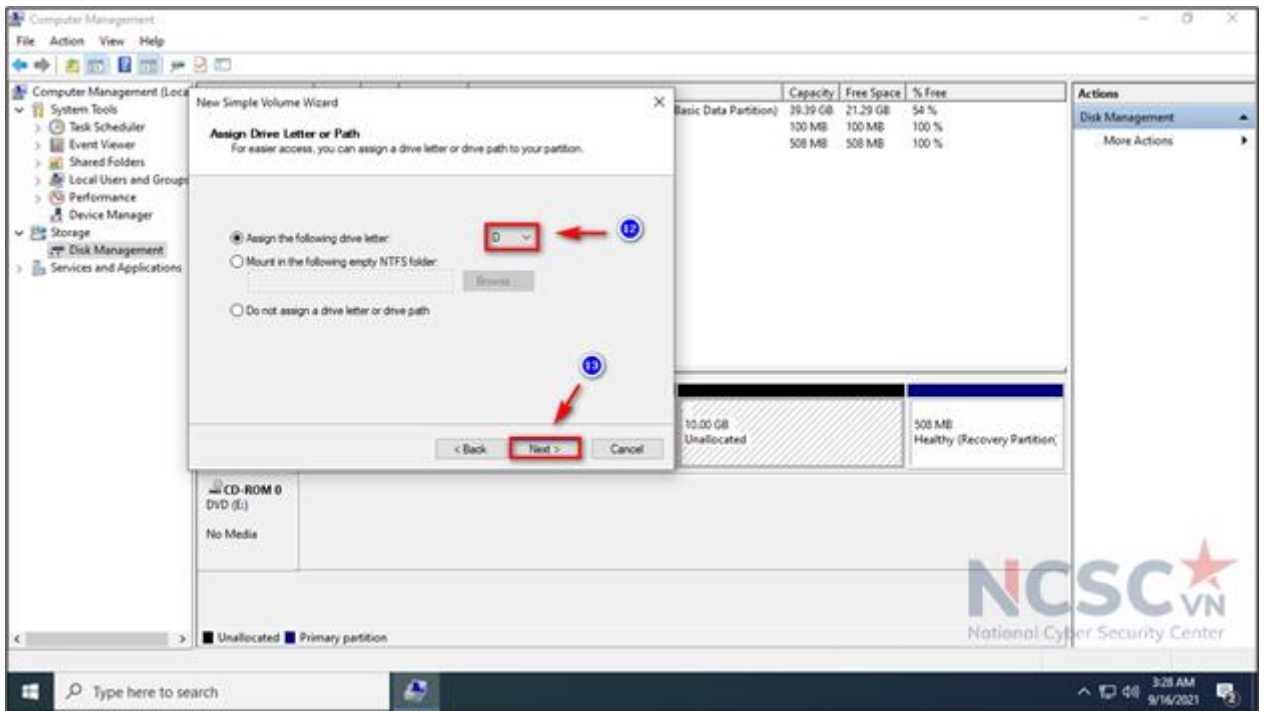 Computer Management
File Action View Help
Computer Management (Loca
System Tools
Task Scheduler
Event Viewer
Shared Folders
Local Users and Groups
Performance
Device Manager
Storage
Disk Management
Services and Applications
New Simple Volume Wizard
Assign Drive Letter or Path
For easier access, you can assign a drive letter or drive path to your partition.
Assign the following drive letter:
D
12
Mount in the following empty NTFS folder:
Browse...
Do not assign a drive letter or drive path
13
< Back Next > Cancel
Capacity Free Space % Free
Basic Data Partition) 39.39 GB 21.29 GB 54 %
100 MB 100 MB 100 %
508 MB 508 MB 100 %
Actions
Disk Management
More Actions
10.00 GB
Unallocated
508 MB
Healthy (Recovery Partition)
CD-ROM 0
DVD (E:)
No Media
Unallocated Primary partition
NCSC VN
National Cyber Security Center
Type here to search
3:28 AM
9/16/2021
2